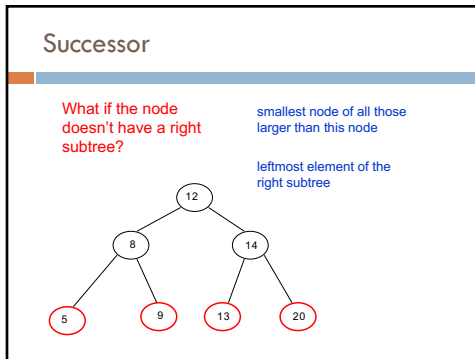 Successor
What if the node
doesn't have a right
subtree?
smallest node of all those
larger than this node
leftmost element of the
right subtree
12
8
14
5
9
13
20